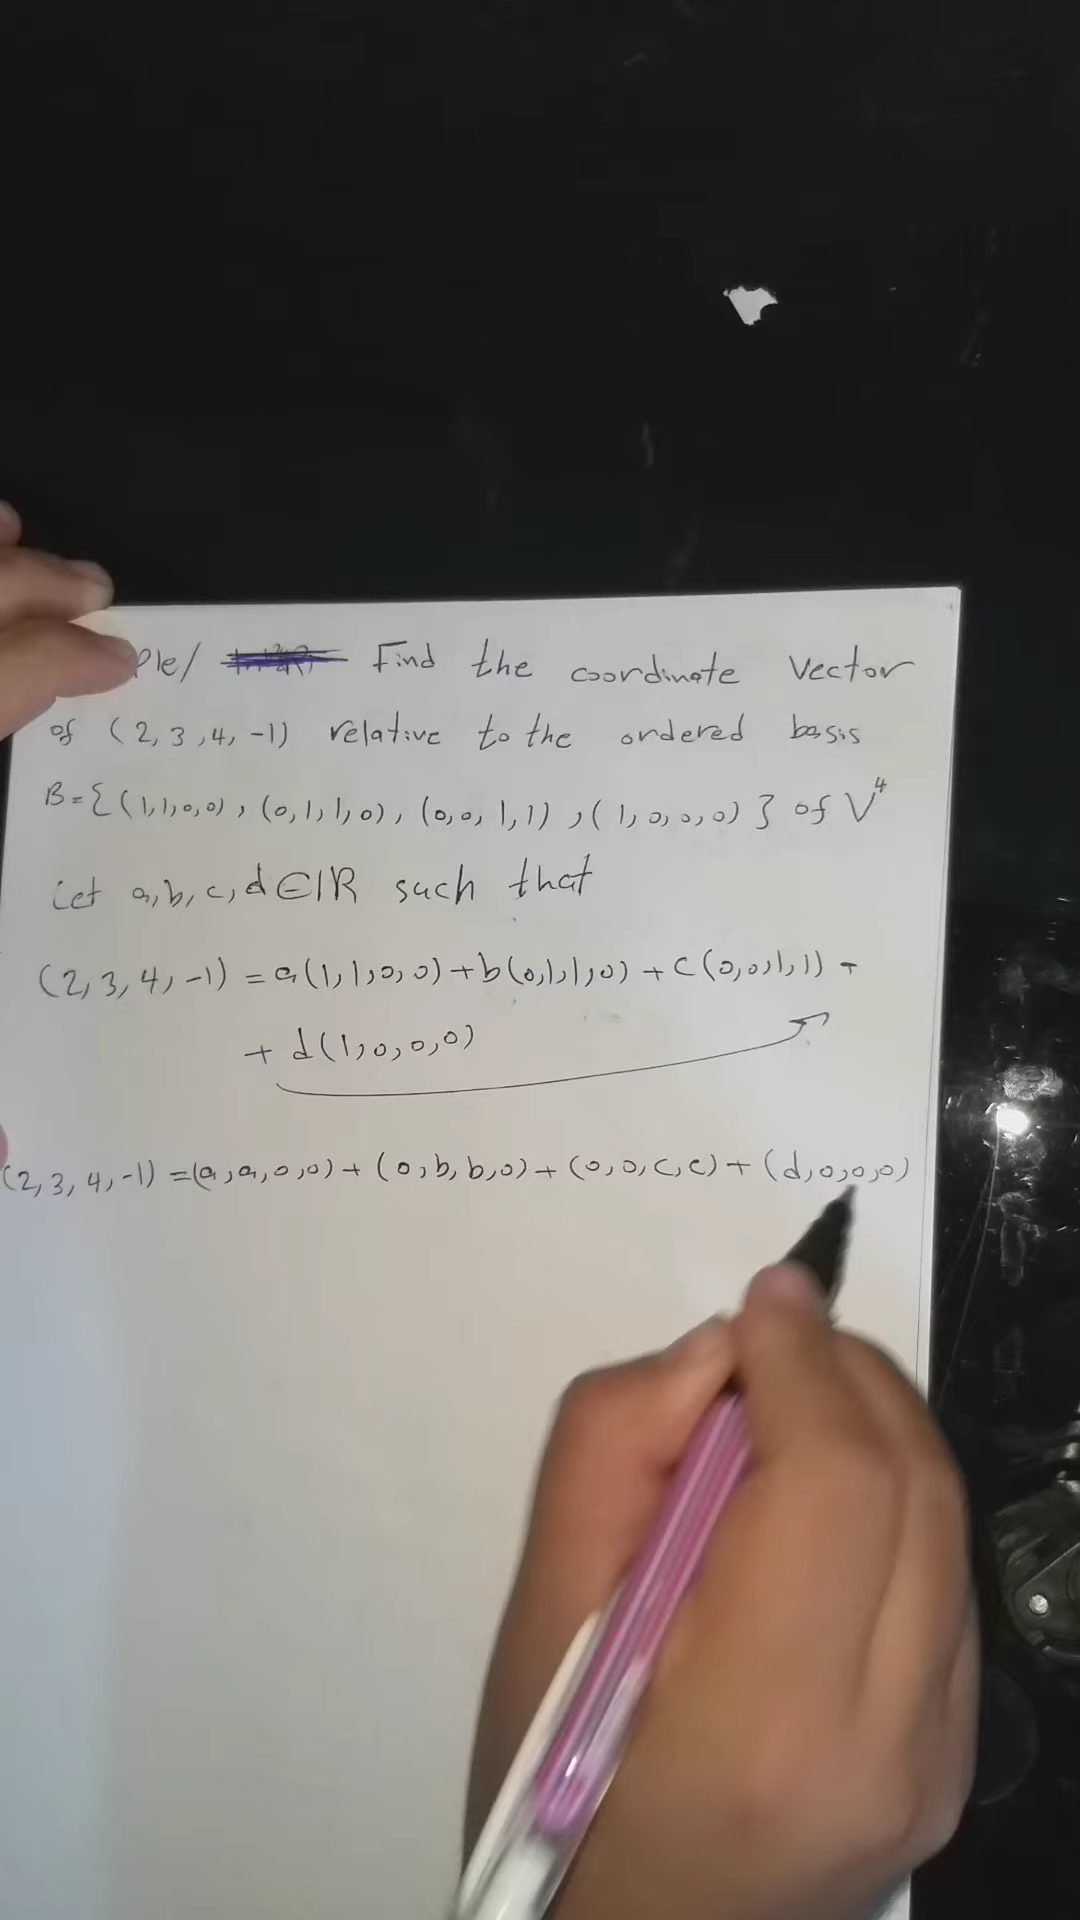 ple/ Find the coordinate vector
of (2,3,4,-1) relative to the ordered basis
B={(1,1,0,0), (0,1,1,0), (0,0,1,1), (1,0,0,0)} of V⁴
Let a,b,c,d∈IR such that
(2,3,4,-1) = a(1,1,0,0)+b(0,1,1,0)+c(0,0,1,1)+
+ d(1,0,0,0)
(2,3,4,-1) =(a,a,0,0)+(0,b,b,0)+(0,0,c,c)+(d,0,0,0)